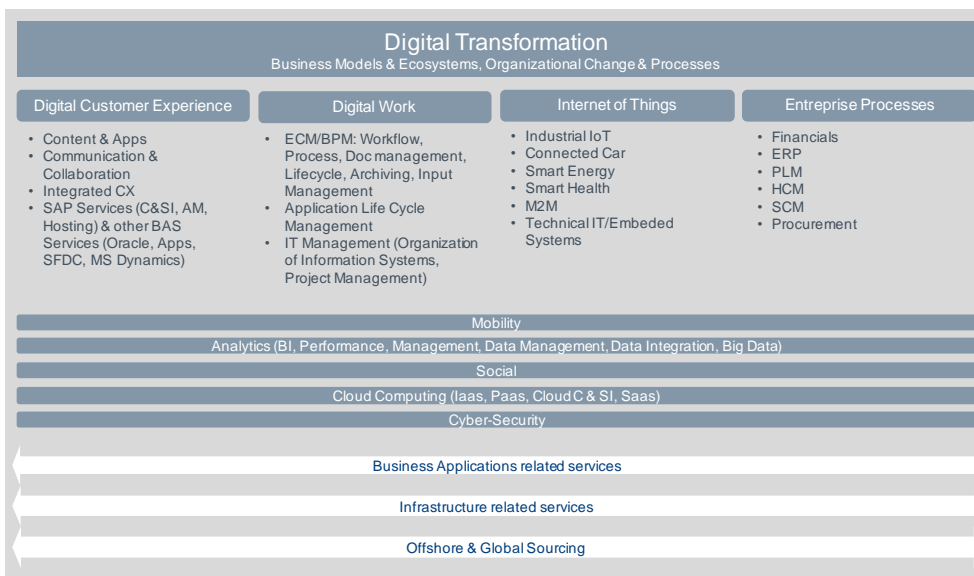 Digital Transformation
Business Models & Ecosystems, Organizational Change & Processes
Digital Customer Experience
• Content & Apps
• Communication &
Collaboration
• Integrated CX
• SAP Services (C&SI, AM,
Hosting) & other BAS
Services (Oracle, Apps,
SFDC, MS Dynamics)
Digital Work
• ECM/BPM: Workflow,
Process, Doc management,
Lifecycle, Archiving, Input
Management
• Application Life Cycle
Management
• IT Management (Organization
of Information Systems,
Project Management)
Internet of Things
• Industrial IoT
• Connected Car
• Smart Energy
• Smart Health
• M2M
• Technical IT/Embeded
Systems
Entreprise Processes
• Financials
• ERP
• PLM
• HCM
• SCM
• Procurement
Mobility
Analytics (BI, Performance, Management, Data Management, Data Integration, Big Data)
Social
Cloud Computing (Iaas, Paas, Cloud C & SI, Saas)
Cyber-Security
Business Applications related services
Infrastructure related services
Offshore & Global Sourcing